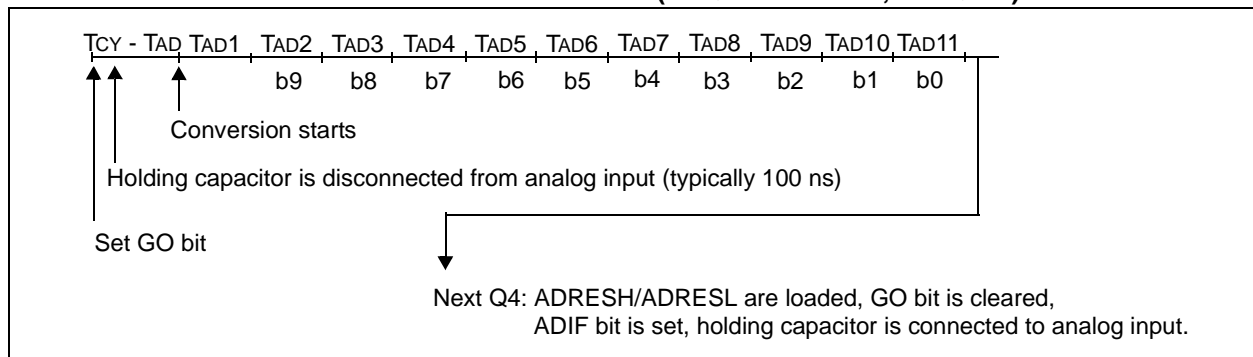 TCY - TAD TAD1 TAD2 TAD3 TAD4 TAD5 TAD6 TAD7 TAD8 TAD9 TAD10 TAD11
b9 b8 b7 b6 b5 b4 b3 b2 b1 b0
Conversion starts
Holding capacitor is disconnected from analog input (typically 100 ns)
Set GO bit
Next Q4: ADRESH/ADRESL are loaded, GO bit is cleared,
ADIF bit is set, holding capacitor is connected to analog input.